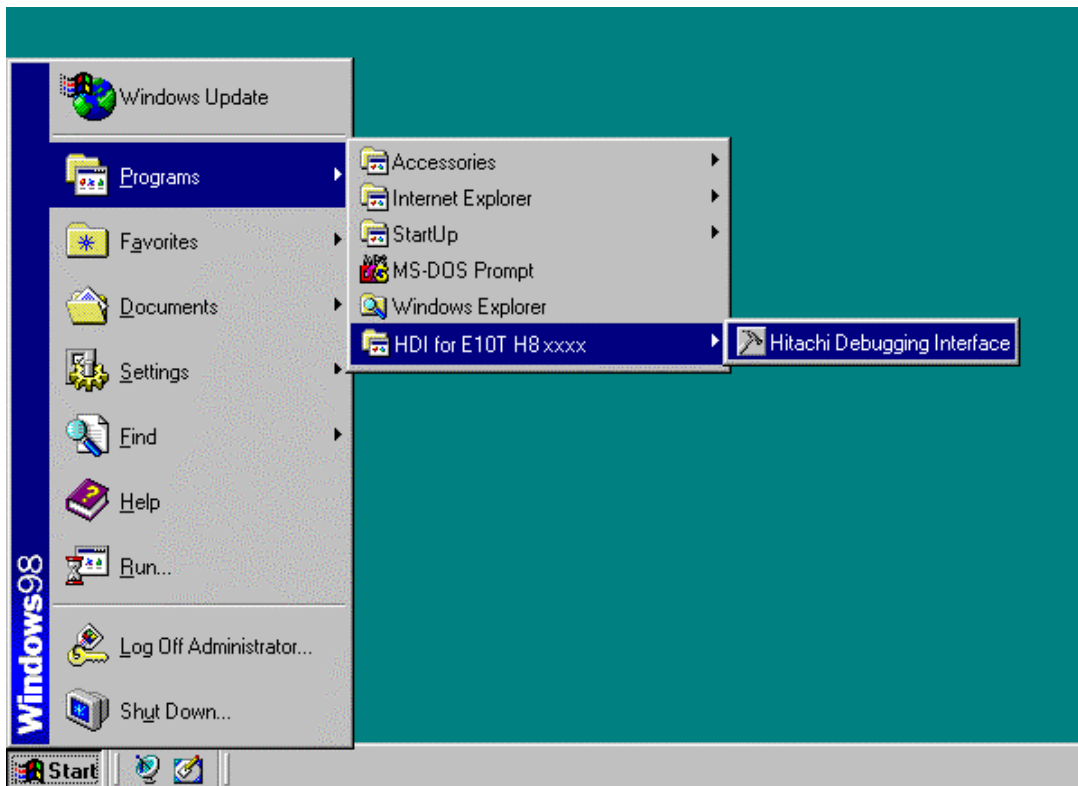 Windows Update
Programs
Favorites
Documents
Settings
Find
Help
Run...
Log Off Administrator...
Shut Down...
Windows98
Accessories
Internet Explorer
StartUp
MS-DOS Prompt
Windows Explorer
HDI for E10T H8 xxxx
Hitachi Debugging Interface
Start